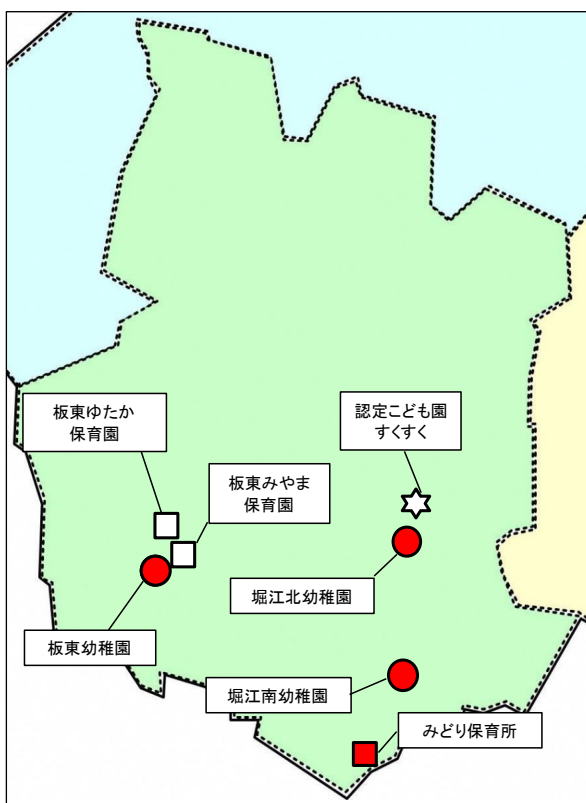 板東ゆたか
保育園
認定こども園
すくすく
板東みやま
保育園
堀江北幼稚園
板東幼稚園
堀江南幼稚園
みどり保育所